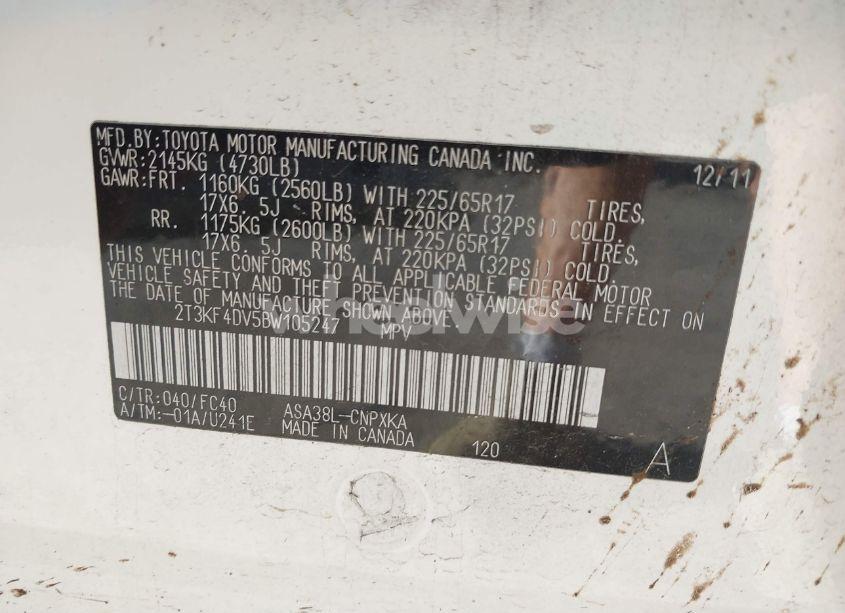 MFD.BY:TOYOTA MOTOR MANUFACTURING CANADA INC. 12/11
GVWR:2145KG (4730LB)
GAWR:FRT. 1160KG (2560LB) WITH 225/65R17 TIRES,
17X6. 5J RIMS, AT 220KPA (32PSI) COLD.
RR. 1175KG (2600LB) WITH 225/65R17 TIRES,
17X6. 5J RIMS, AT 220KPA (32PSI) COLD.
THIS VEHICLE CONFORMS TO ALL APPLICABLE FEDERAL MOTOR
VEHICLE SAFETY AND THEFT PREVENTION STANDARDS IN EFFECT ON
THE DATE OF MANUFACTURE SHOWN ABOVE.
2T3KF4DV5BW105247 MPV
wheelwise
C/TR:040/FC40 ASA38L-CNPXKA
A/TM:-01A/U241E MADE IN CANADA 120 A